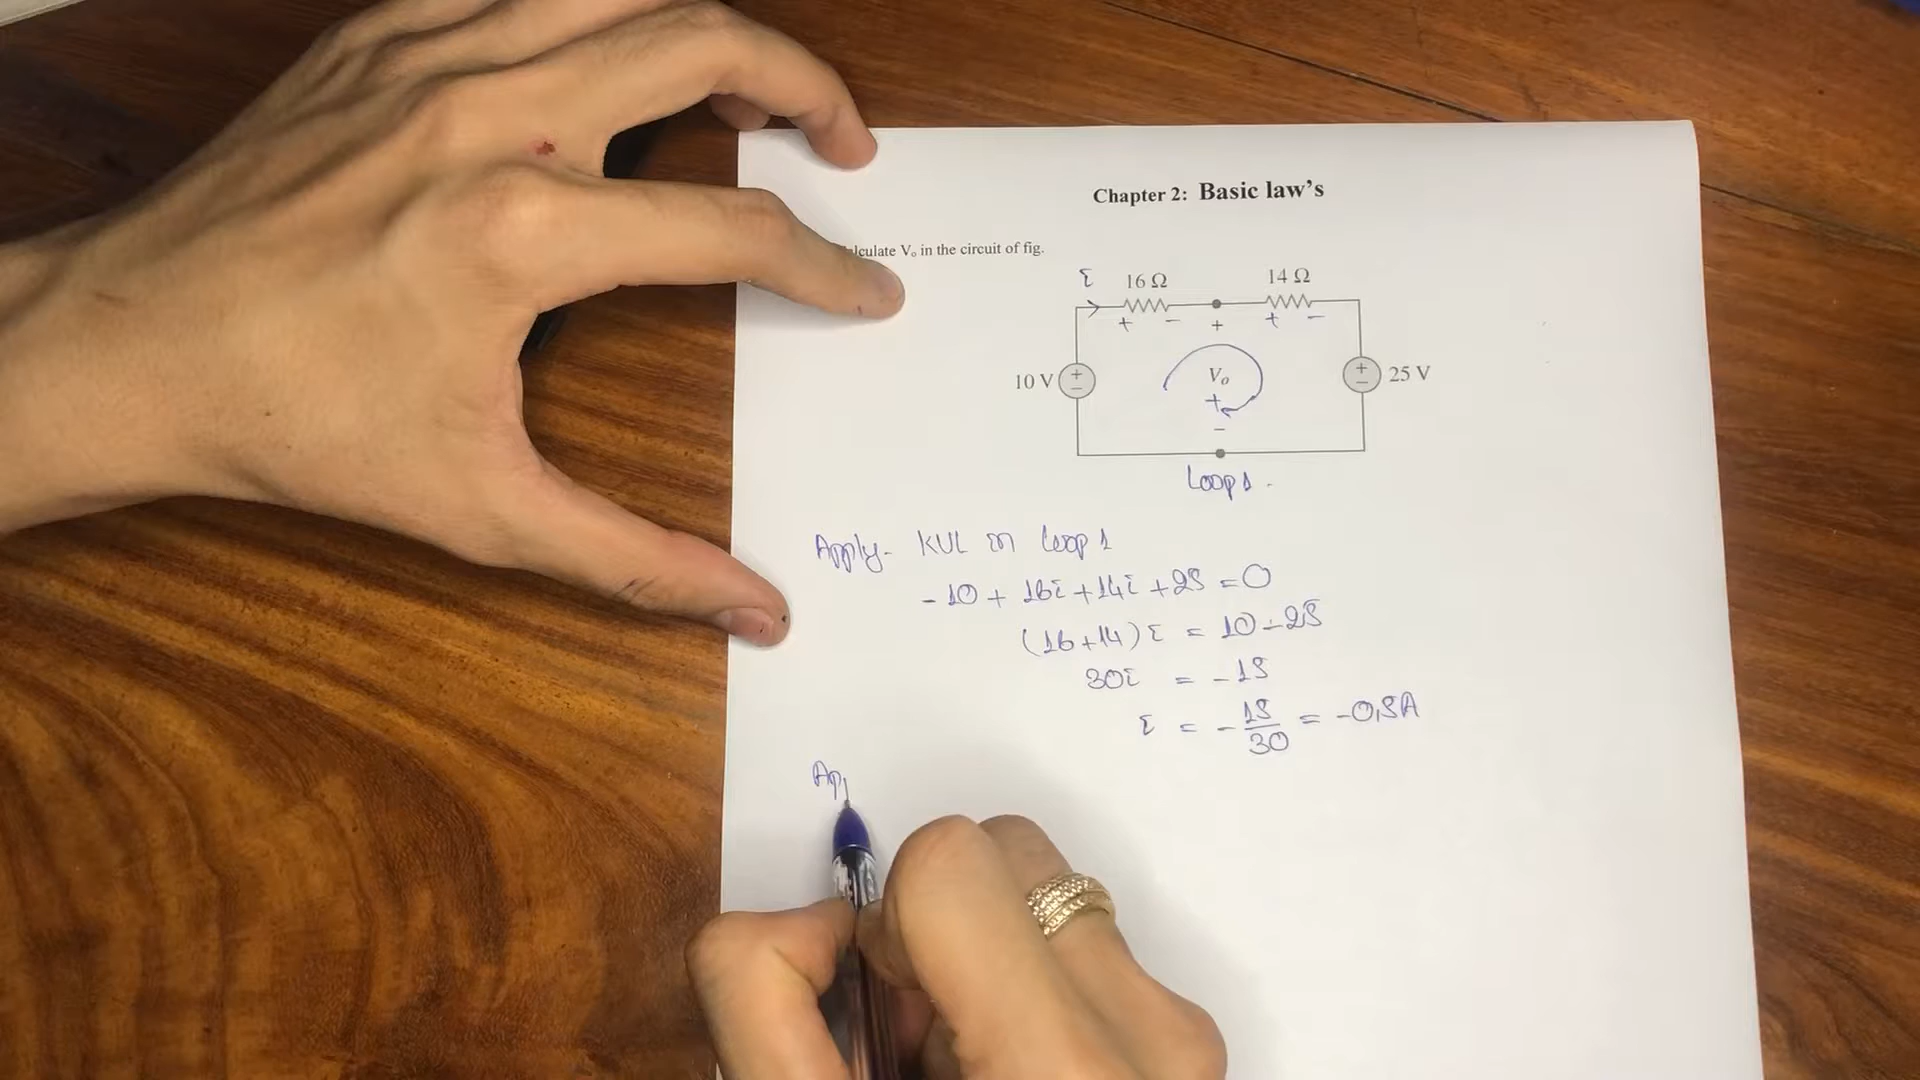 Chapter 2: Basic law's
lculate Vo in the circuit of fig.
i 16 Ω 14 Ω
+ − + + −
10 V + − Vo + − 25 V
+
−
Loop 1.
Apply- KVL on Loop 1
- 10 + 16i + 14i + 25 = 0
(16+14) i = 10 - 25
30i = - 15
i = - 15/30 = -0,5A
App